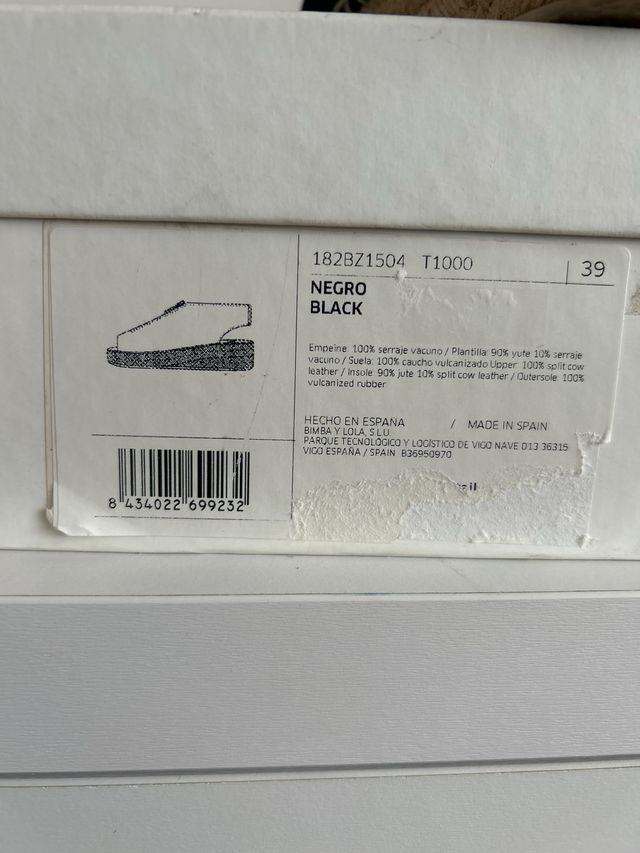 182BZ1504 T1000 39
NEGRO
BLACK
Empeine: 100% serraje vacuno / Plantilla: 90% yute 10% serraje
vacuno / Suela: 100% caucho vulcanizado Upper: 100% split cow
leather / Insole: 90% jute 10% split cow leather / Outersole: 100%
vulcanized rubber
HECHO EN ESPAÑA / MADE IN SPAIN
BIMBA Y LOLA, S.L.U
PARQUE TECNOLÓGICO Y LOGÍSTICO DE VIGO NAVE D13 36315
VIGO ESPAÑA / SPAIN B36950970
8 434022 699232